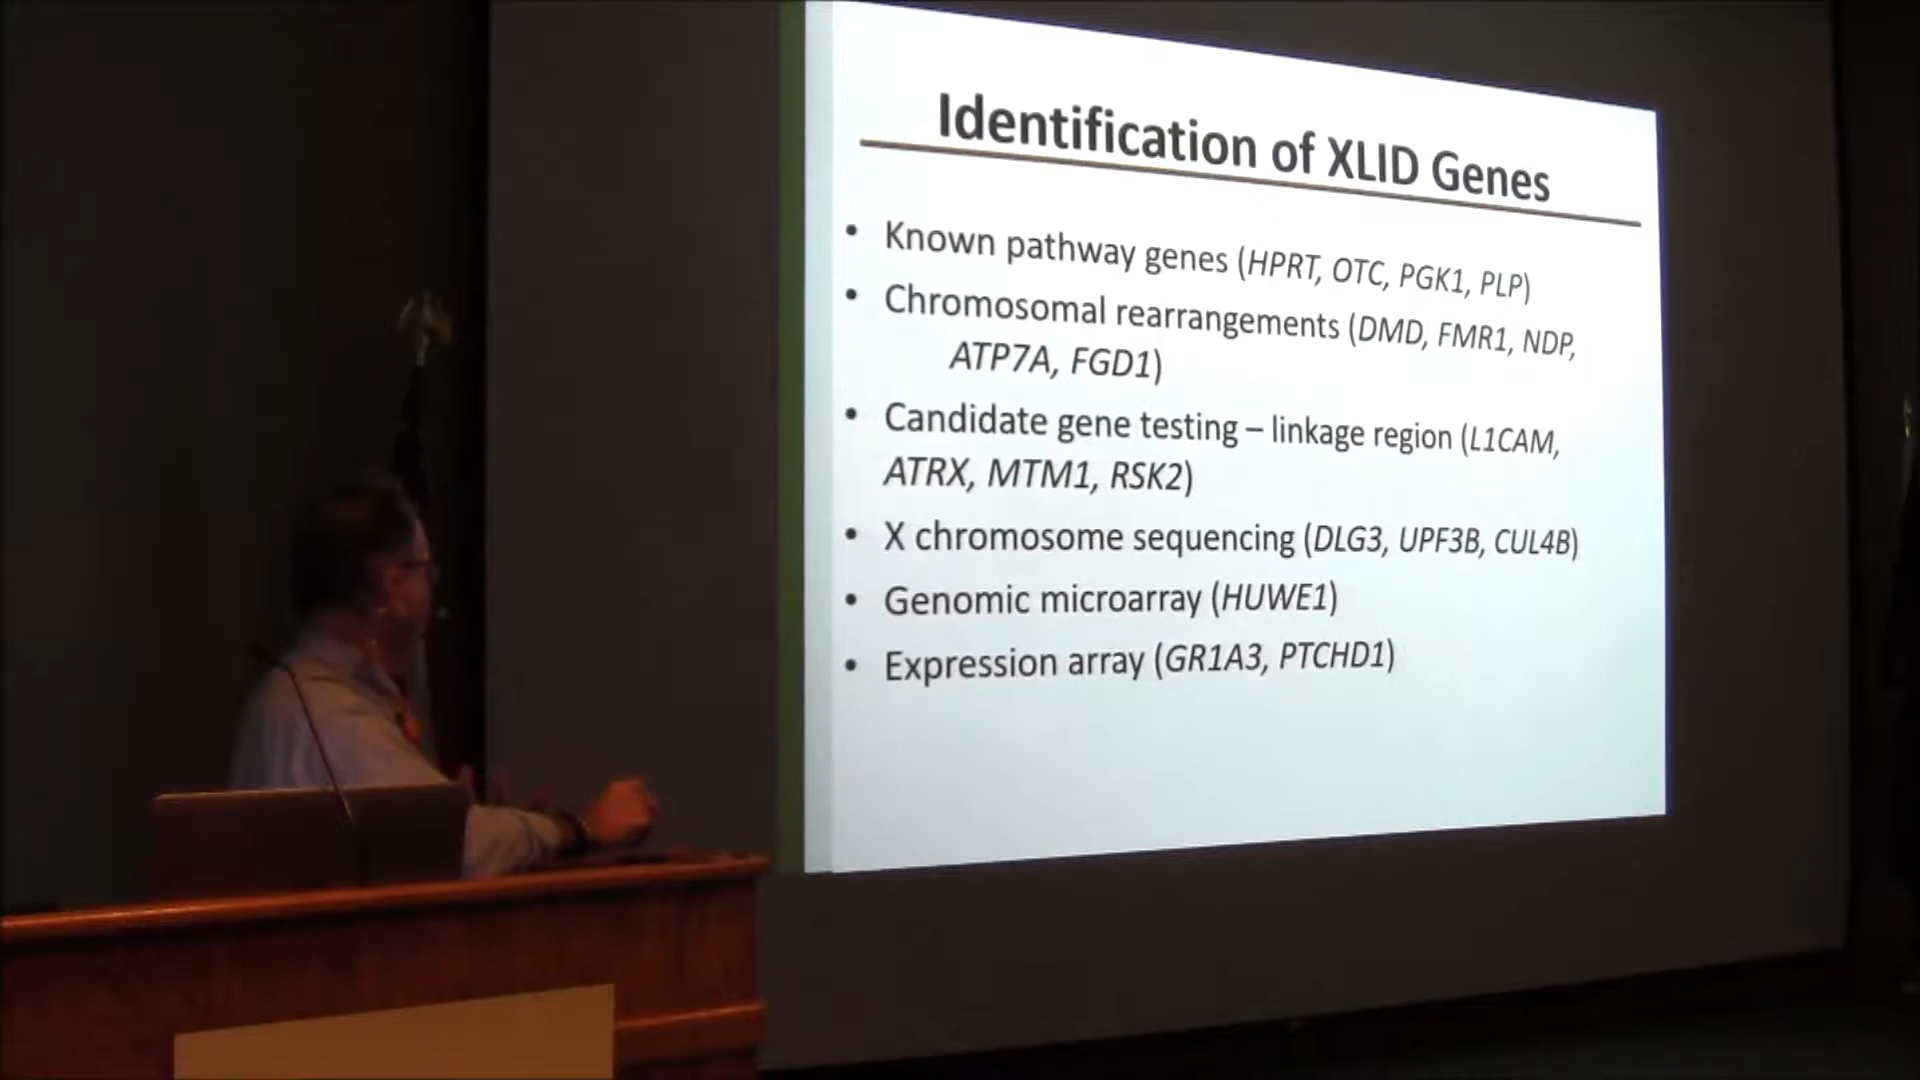 Identification of XLID Genes
• Known pathway genes (HPRT, OTC, PGK1, PLP)
• Chromosomal rearrangements (DMD, FMR1, NDP,
ATP7A, FGD1)
• Candidate gene testing – linkage region (L1CAM,
ATRX, MTM1, RSK2)
• X chromosome sequencing (DLG3, UPF3B, CUL4B)
• Genomic microarray (HUWE1)
• Expression array (GR1A3, PTCHD1)